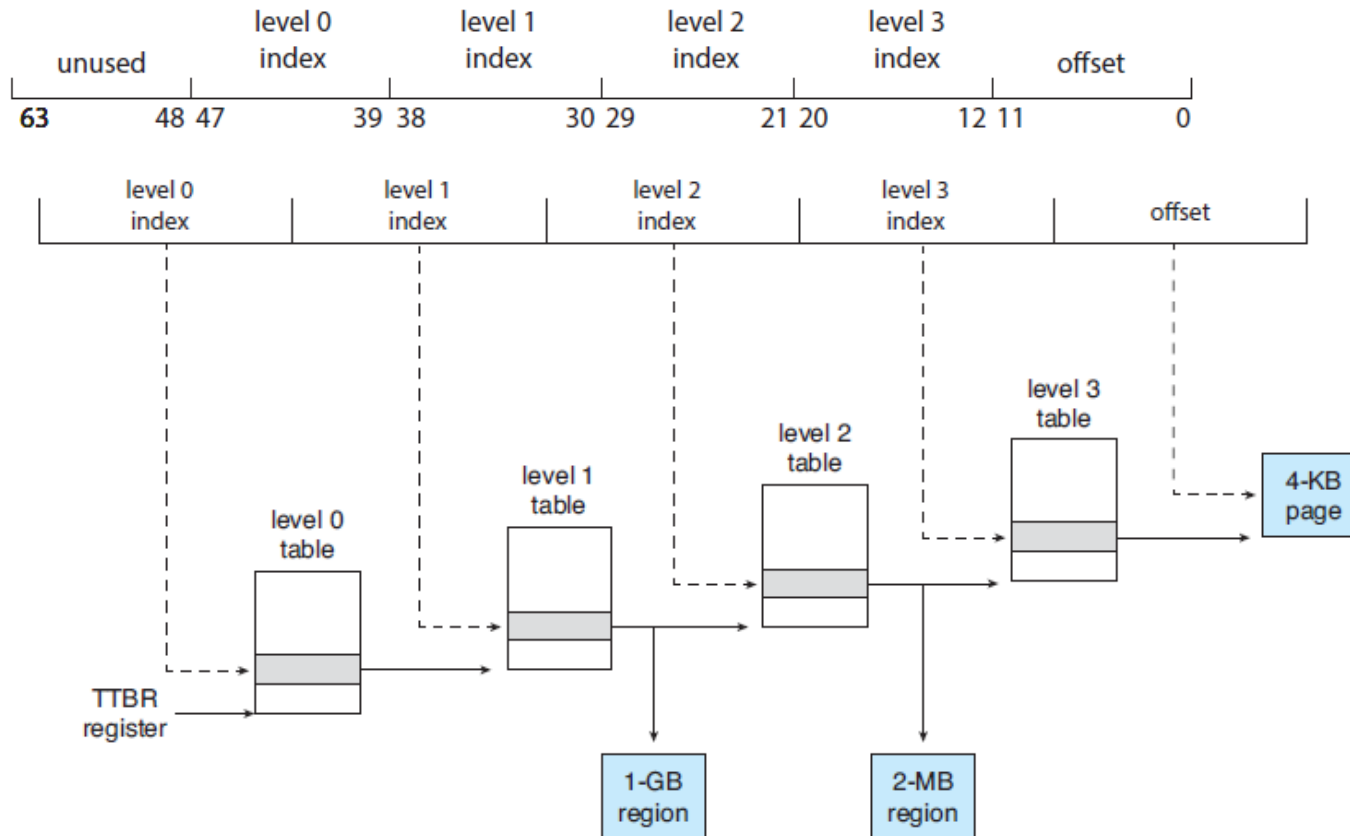 level 0
index
level 1
index
level 2
index
level 3
index
unused
offset
63
48
47
39
38
30
29
21
20
12
11
0
level 0
index
level 1
index
level 2
index
level 3
index
offset
level 3
table
level 2
table
level 1
table
level 0
table
4-KB
page
TTBR
register
1-GB
region
2-MB
region